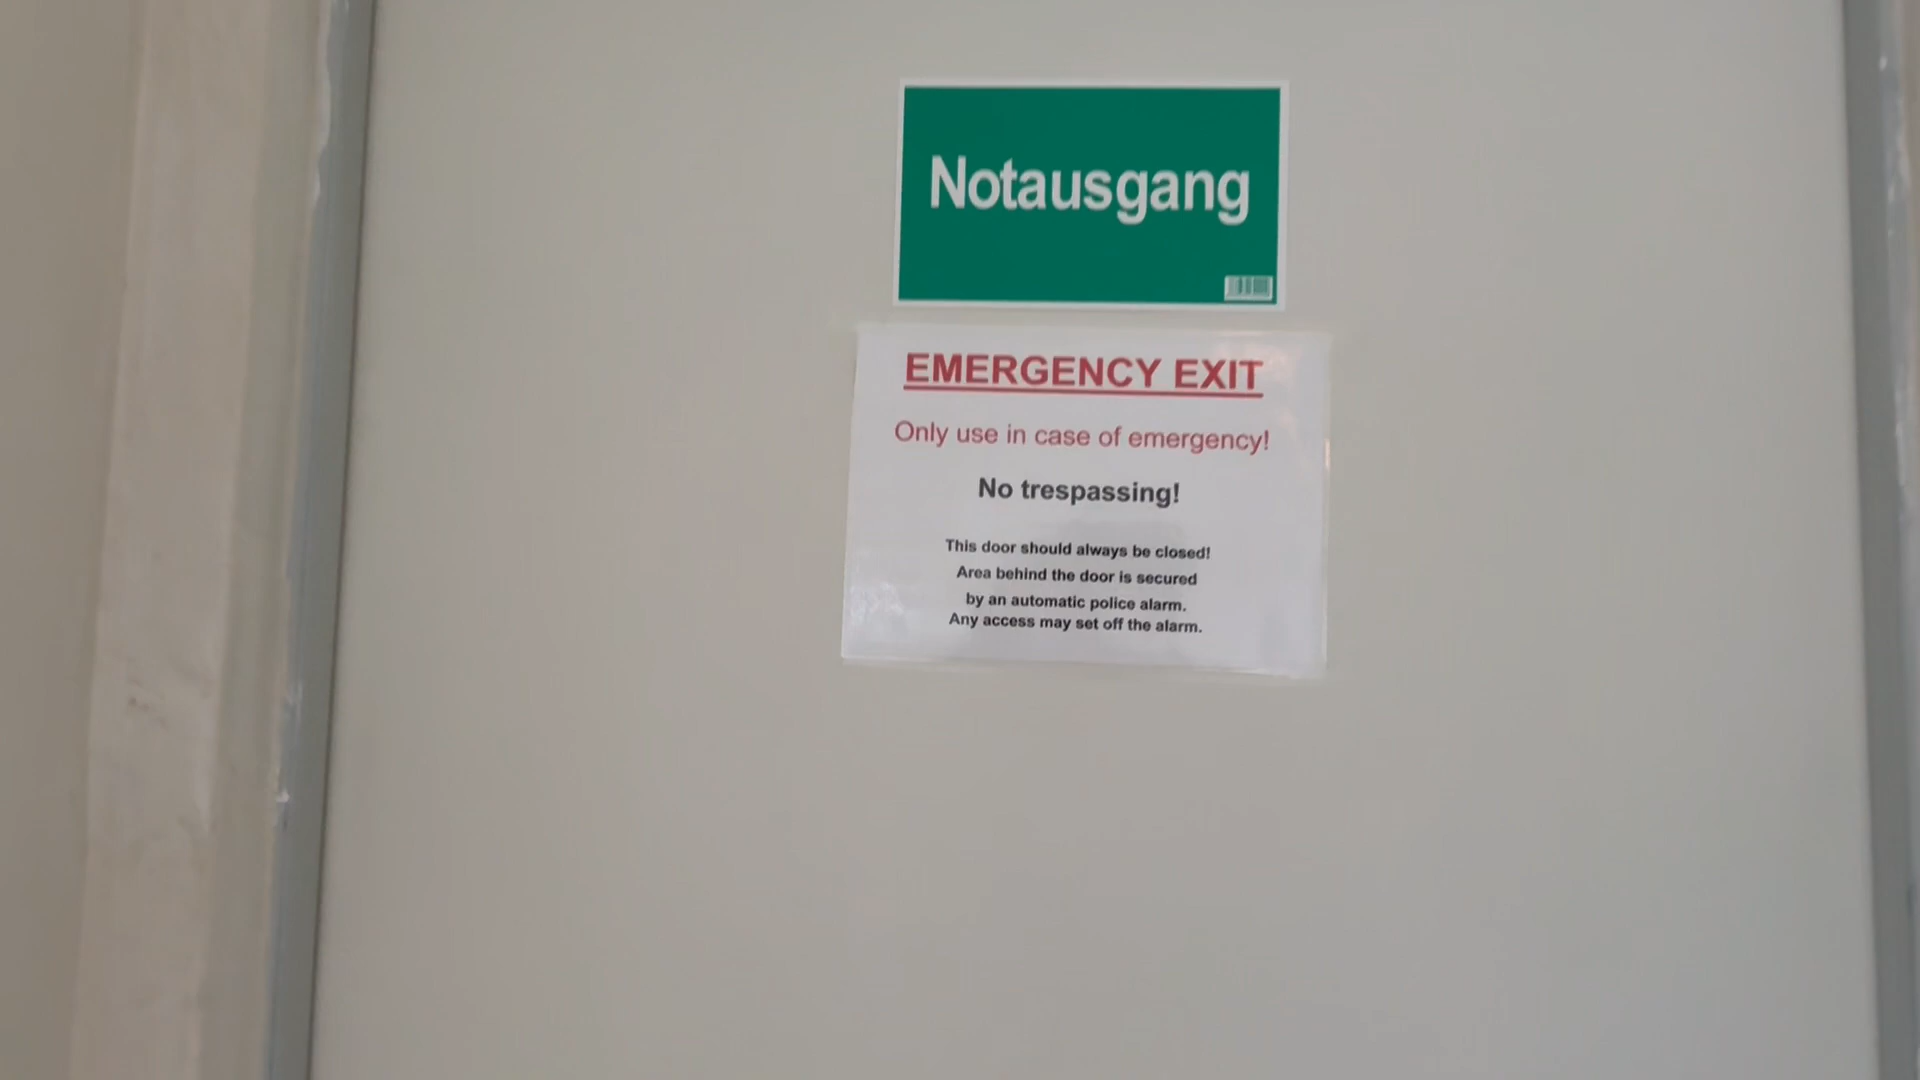 Notausgang
EMERGENCY EXIT
Only use in case of emergency!
No trespassing!
This door should always be closed!
Area behind the door is secured
by an automatic police alarm.
Any access may set off the alarm.